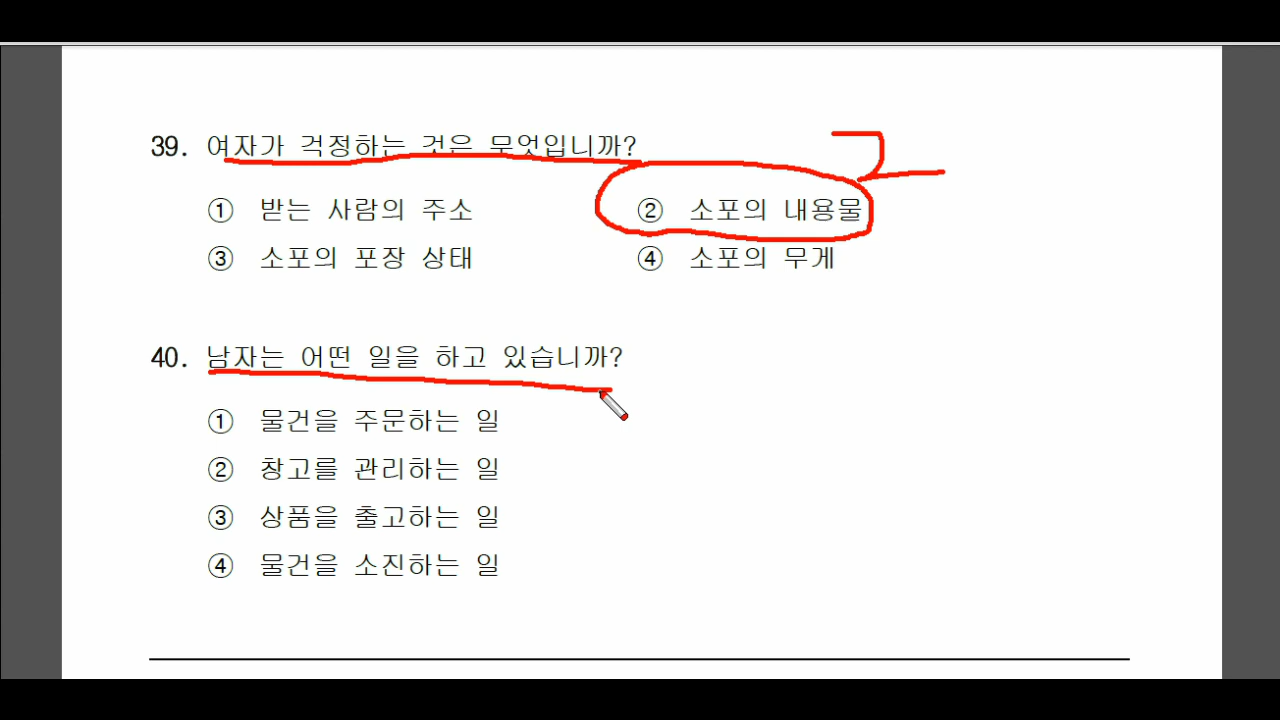 39. 여자가 걱정하는 것은 무엇입니까?
① 받는 사람의 주소 ② 소포의 내용물
③ 소포의 포장 상태 ④ 소포의 무게
40. 남자는 어떤 일을 하고 있습니까?
① 물건을 주문하는 일
② 창고를 관리하는 일
③ 상품을 출고하는 일
④ 물건을 소진하는 일